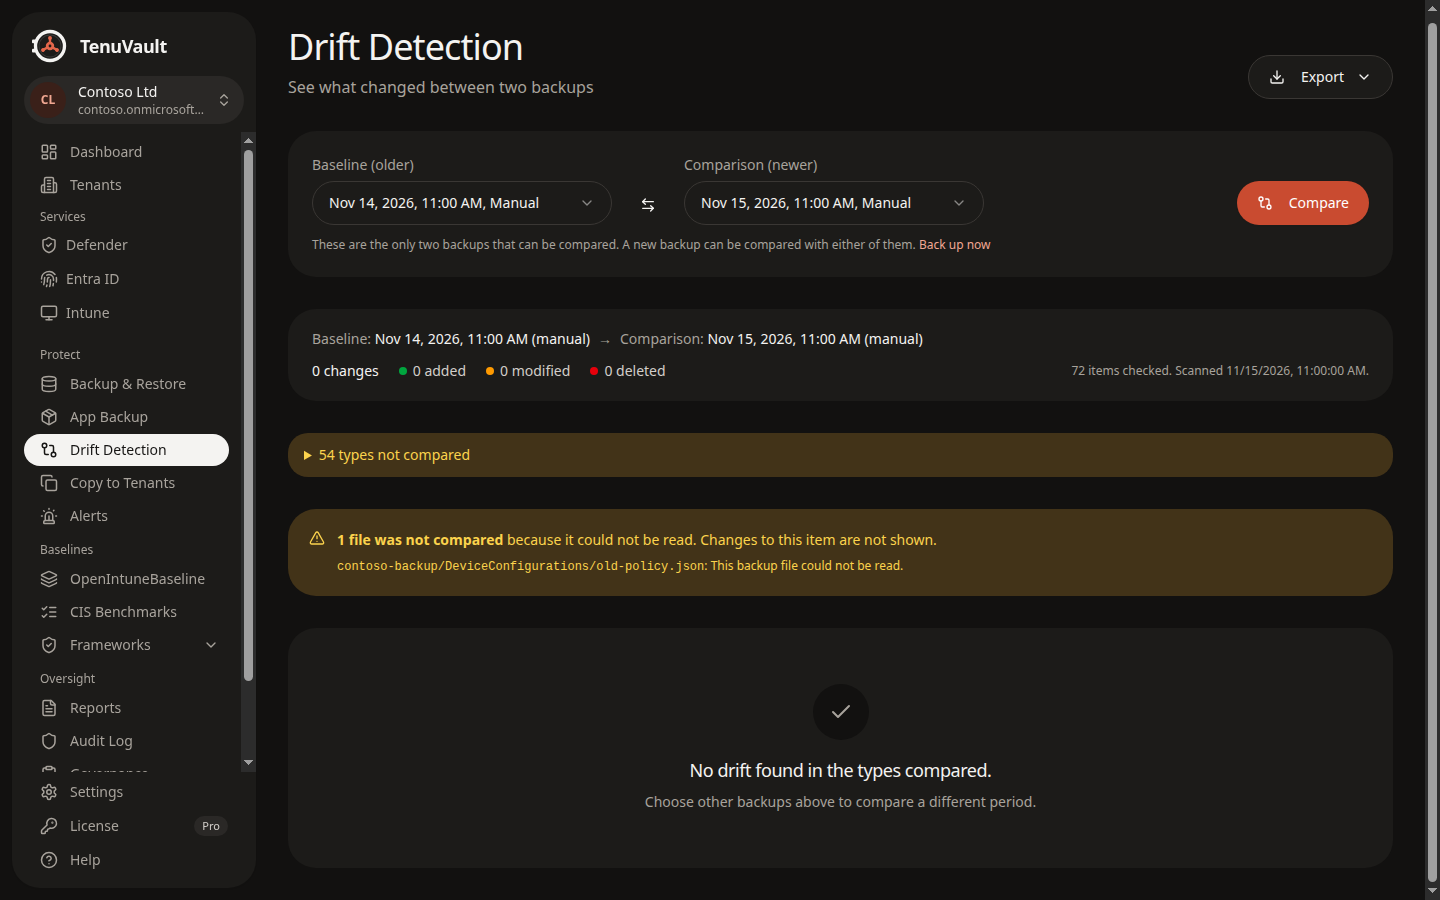 TenuVault
CL
Contoso Ltd
contoso.onmicrosoft...
Dashboard
Tenants
Services
Defender
Entra ID
Intune
Protect
Backup & Restore
App Backup
Drift Detection
Copy to Tenants
Alerts
Baselines
OpenIntuneBaseline
CIS Benchmarks
Frameworks
Oversight
Reports
Audit Log
Settings
License
Pro
Help
Drift Detection
See what changed between two backups
Export
Baseline (older)
Comparison (newer)
Nov 14, 2026, 11:00 AM, Manual
Nov 15, 2026, 11:00 AM, Manual
Compare
These are the only two backups that can be compared. A new backup can be compared with either of them. Back up now
Baseline: Nov 14, 2026, 11:00 AM (manual) → Comparison: Nov 15, 2026, 11:00 AM (manual)
0 changes 0 added 0 modified 0 deleted
72 items checked. Scanned 11/15/2026, 11:00:00 AM.
54 types not compared
1 file was not compared because it could not be read. Changes to this item are not shown.
contoso-backup/DeviceConfigurations/old-policy.json: This backup file could not be read.
No drift found in the types compared.
Choose other backups above to compare a different period.